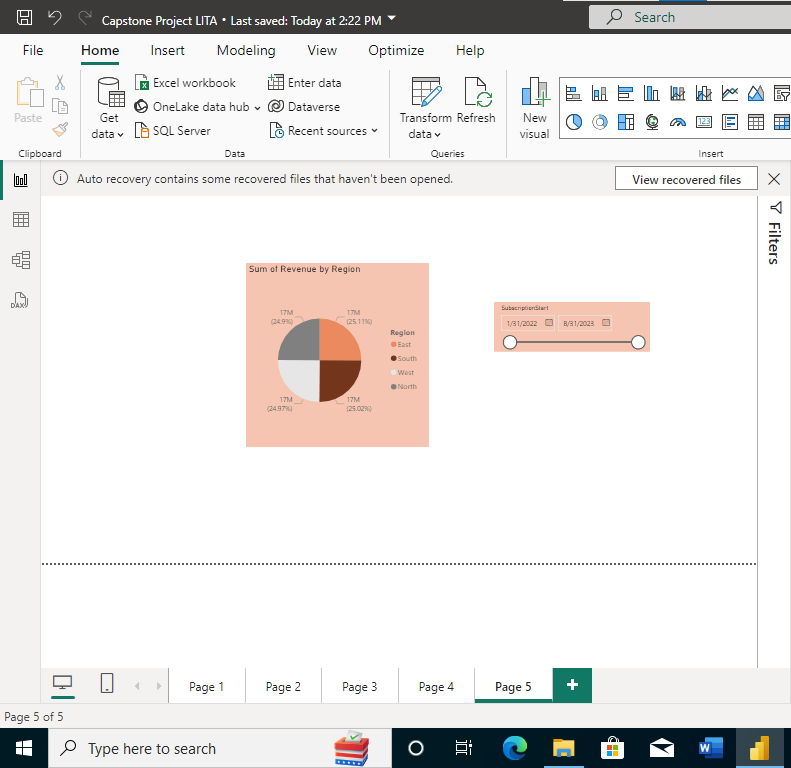 Capstone Project LITA • Last saved: Today at 2:22 PM
Search
File Home Insert Modeling View Optimize Help
Paste
Get data
Excel workbook
OneLake data hub
SQL Server
Enter data
Dataverse
Recent sources
Transform data
Refresh
New visual
123
Clipboard Data Queries Insert
Auto recovery contains some recovered files that haven't been opened.
View recovered files
DAX
Filters
Sum of Revenue by Region
17M
(24.9%)
17M
(25.11%)
17M
(24.97%)
17M
(25.02%)
Region
East
South
West
North
SubscriptionStart
1/31/2022 8/31/2023
Page 1 Page 2 Page 3 Page 4 Page 5 +
Page 5 of 5
Type here to search
W